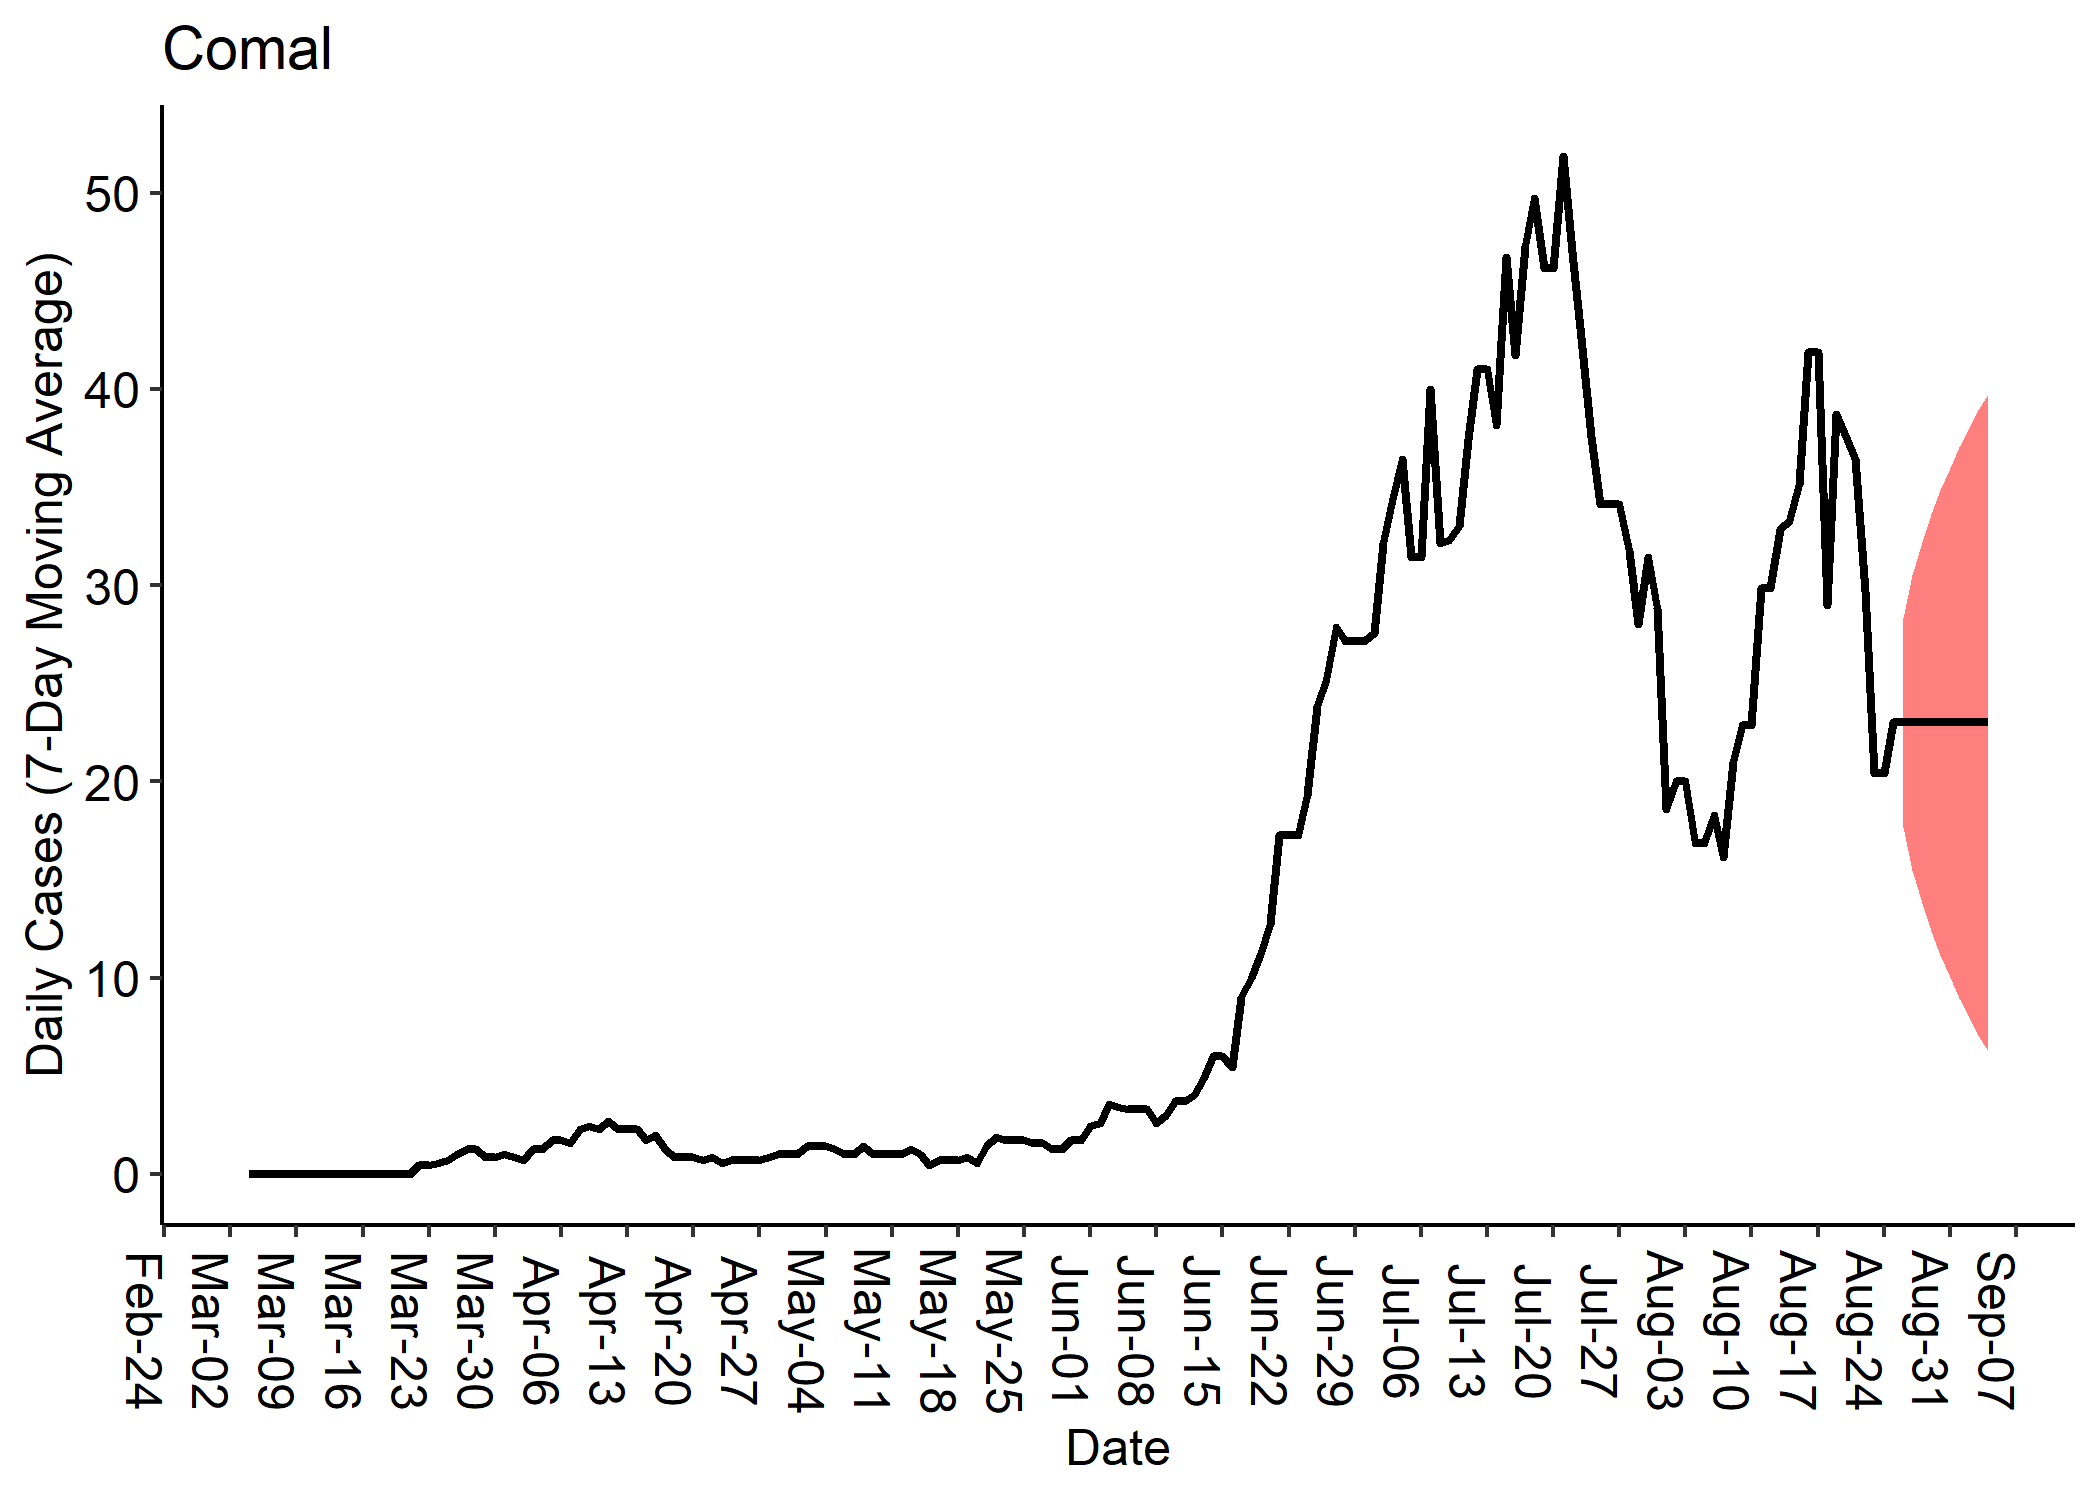 Comal
Daily Cases (7-Day Moving Average)
50
40
30
20
10
0
Feb-24
Mar-02
Mar-09
Mar-16
Mar-23
Mar-30
Apr-06
Apr-13
Apr-20
Apr-27
May-04
May-11
May-18
May-25
Jun-01
Jun-08
Jun-15
Jun-22
Jun-29
Jul-06
Jul-13
Jul-20
Jul-27
Aug-03
Aug-10
Aug-17
Aug-24
Aug-31
Sep-07
Date